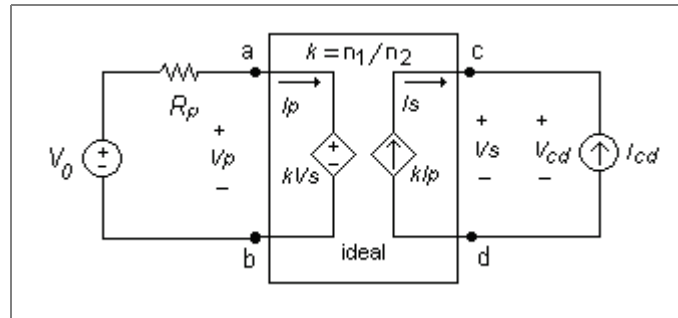 a
k = n1/n2
c
Rp
Ip
Is
+
Vp
−
V0
+
−
kVs
+
−
kIp
+
Vs
−
+
Vcd
−
Icd
b
ideal
d